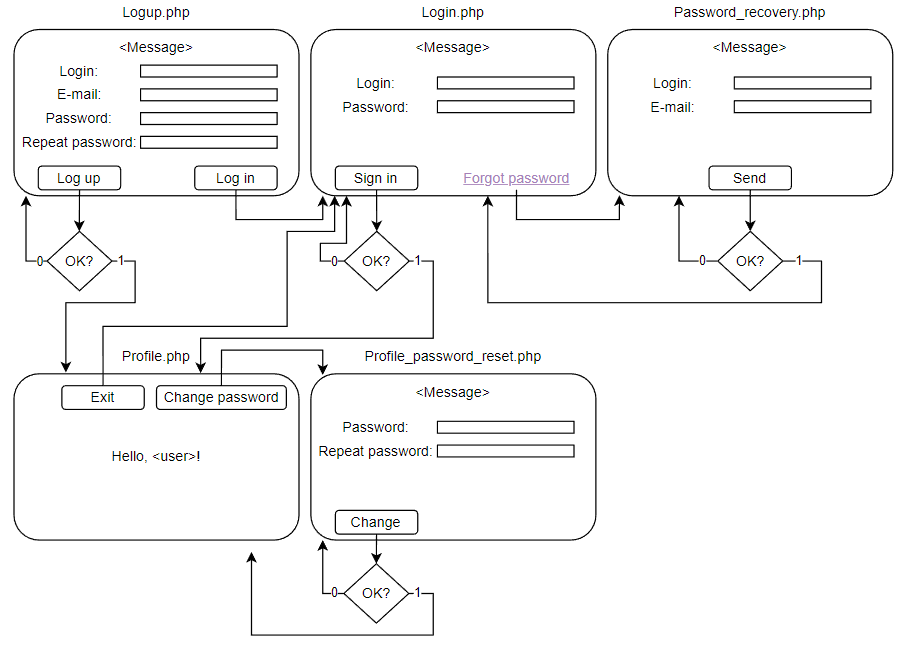 Logup.php
<Message>
Login:
E-mail:
Password:
Repeat password:
Log up
Log in
0
OK?
1
Login.php
<Message>
Login:
Password:
Sign in
Forgot password
0
OK?
1
Password_recovery.php
<Message>
Login:
E-mail:
Send
0
OK?
1
Profile.php
Exit
Change password
Hello, <user>!
Profile_password_reset.php
<Message>
Password:
Repeat password:
Change
0
OK?
1